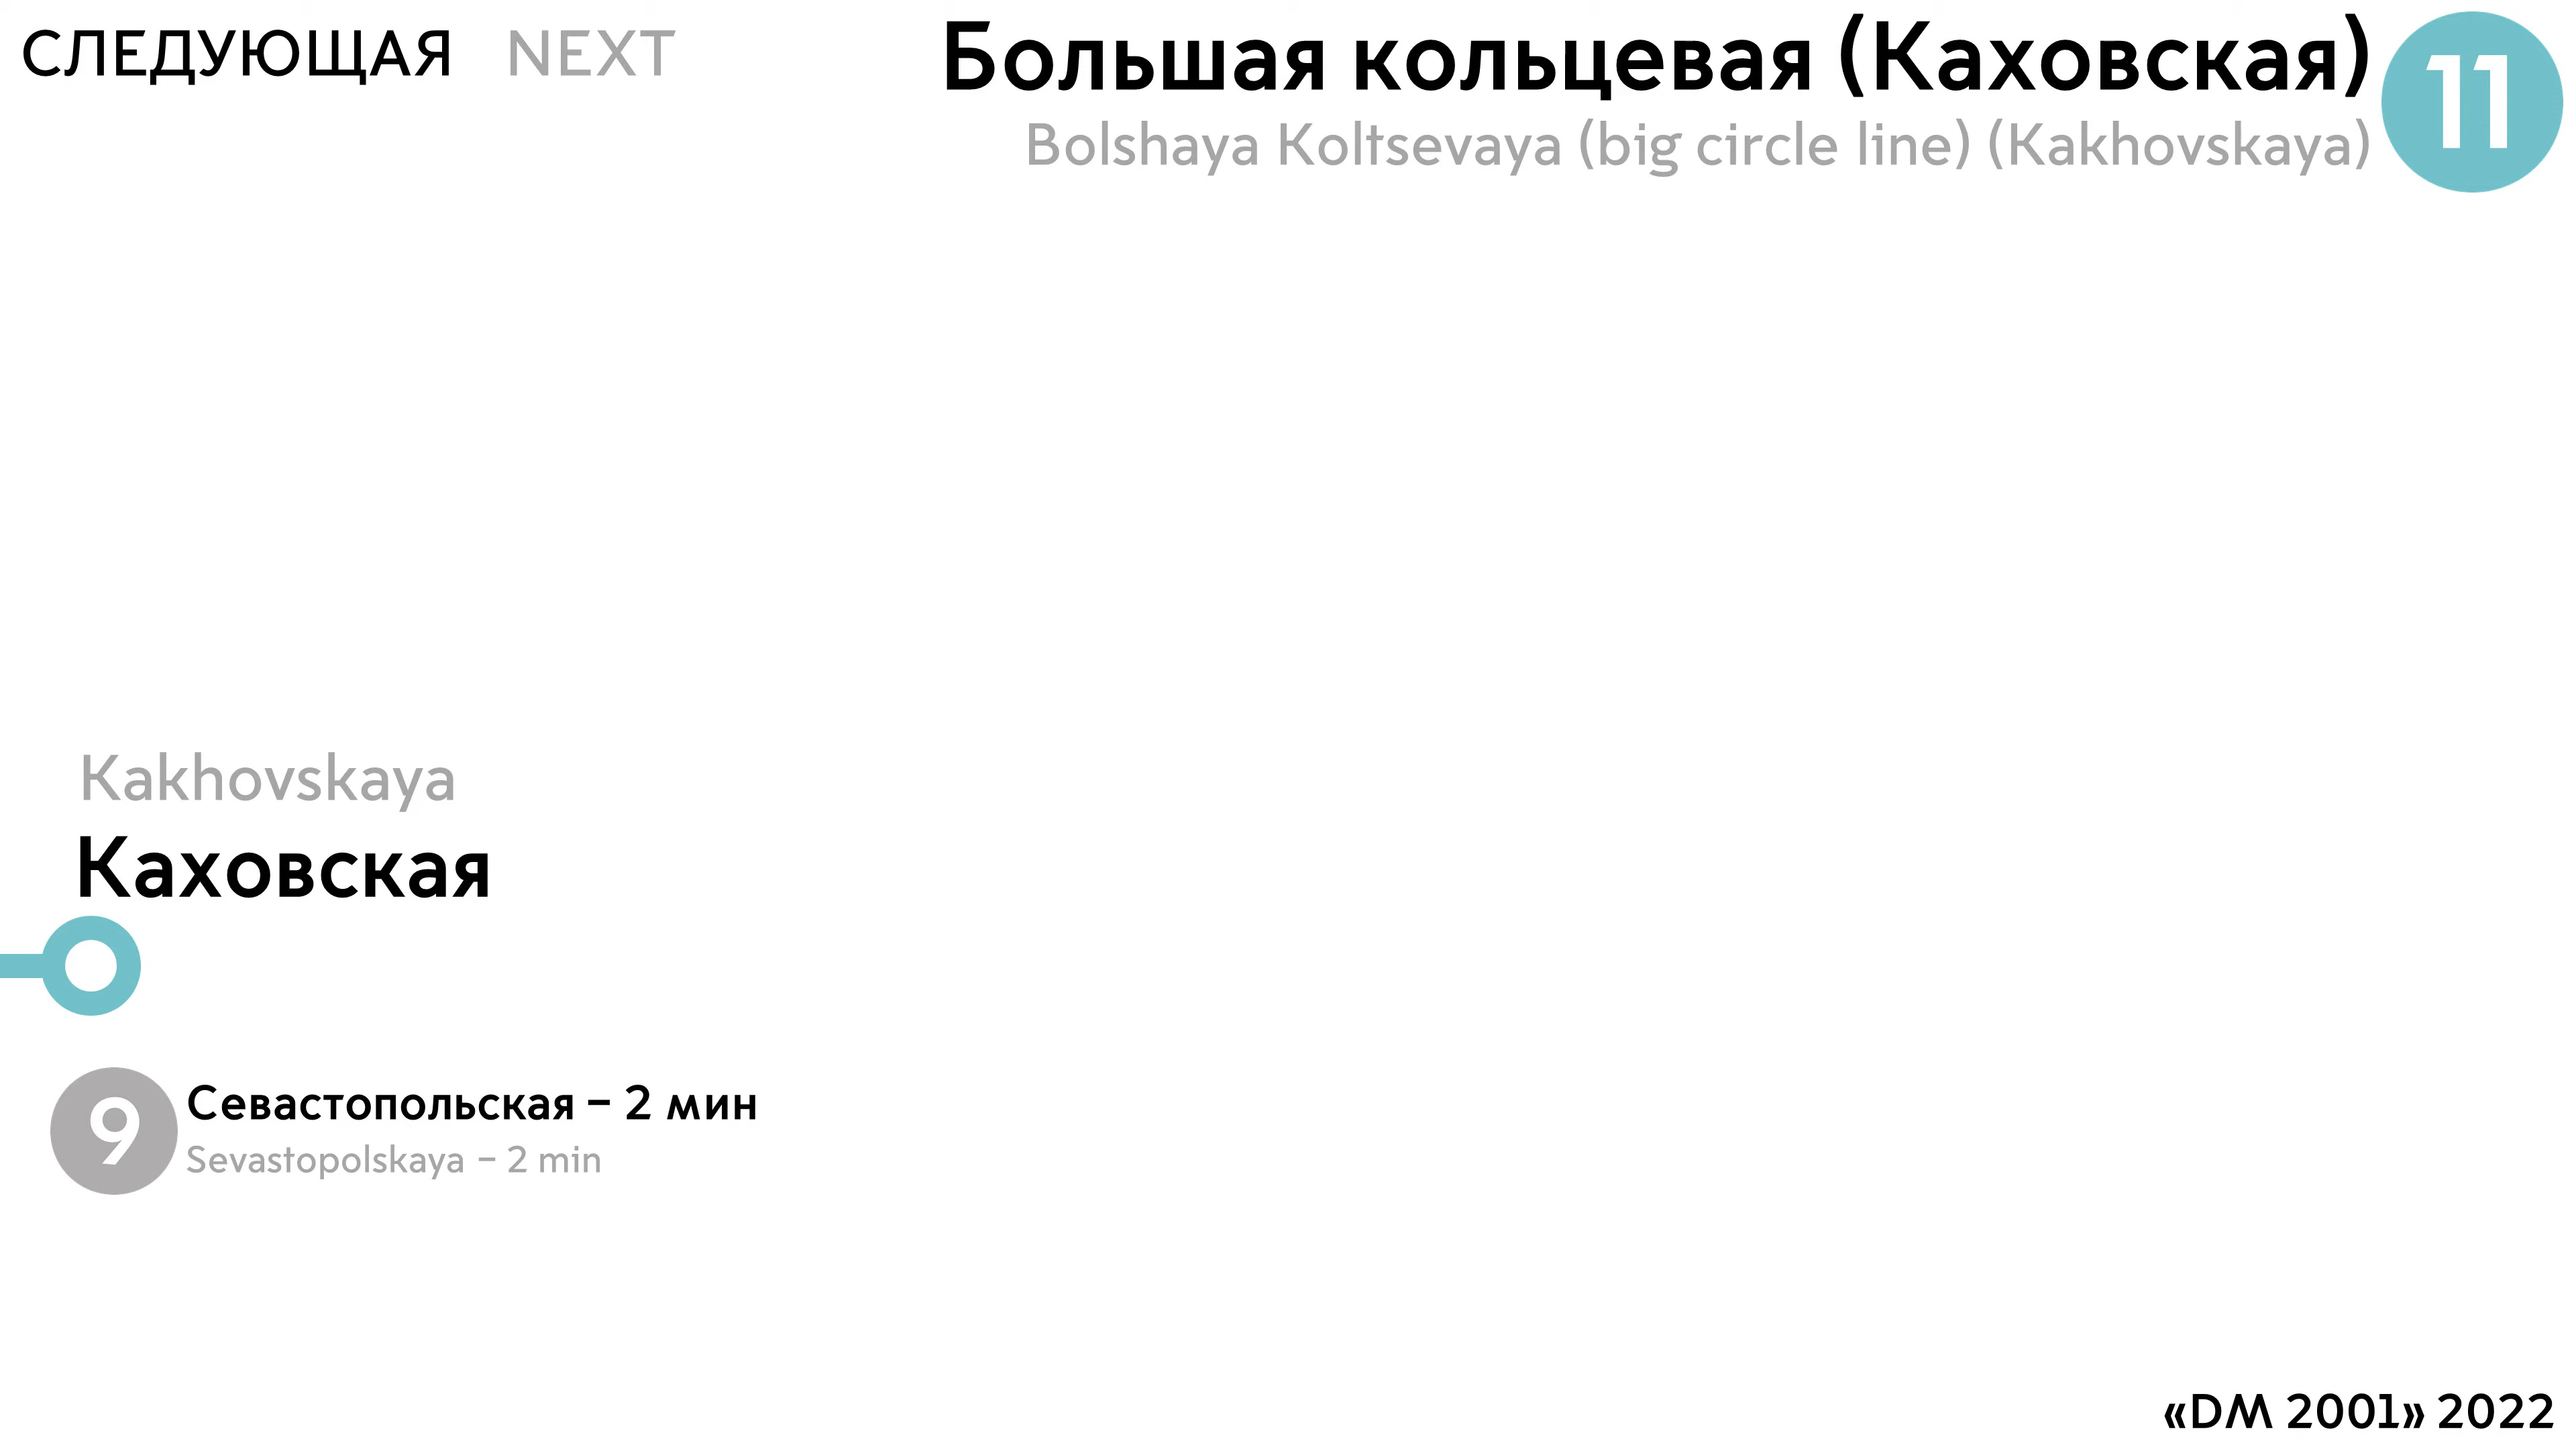 СЛЕДУЮЩАЯ NEXT
Большая кольцевая (Каховская)
Bolshaya Koltsevaya (big circle line) (Kakhovskaya)
11
Kakhovskaya
Каховская
9
Севастопольская – 2 мин
Sevastopolskaya – 2 min
«DM 2001» 2022